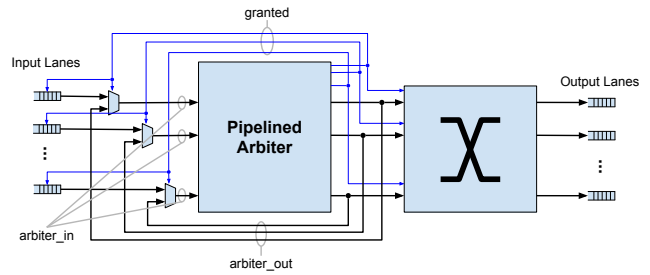 granted
Input Lanes
Output Lanes
Pipelined
Arbiter
...
...
arbiter_in
arbiter_out